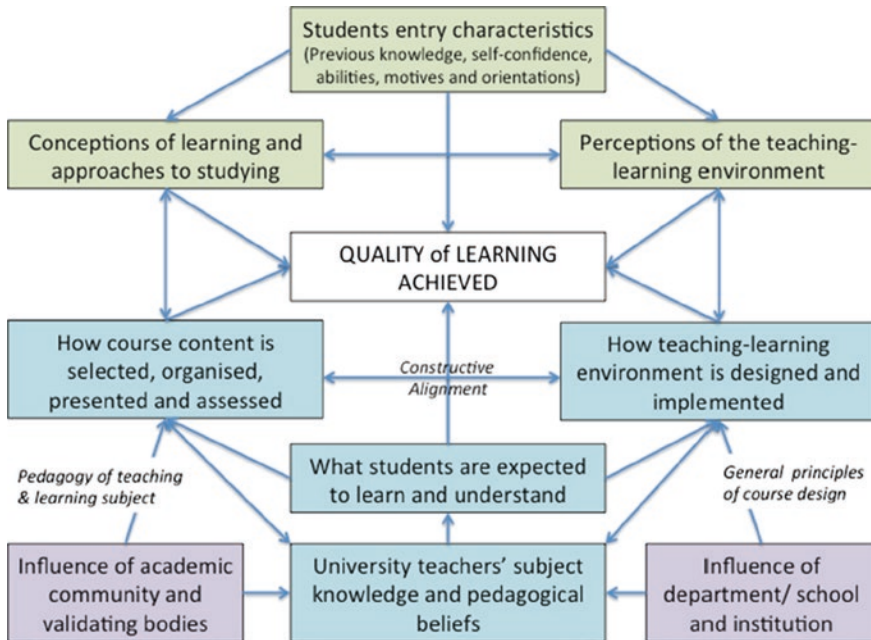 Students entry characteristics
(Previous knowledge, self-confidence,
abilities, motives and orientations)
Conceptions of learning and
approaches to studying
Perceptions of the teaching-
learning environment
QUALITY of LEARNING
ACHIEVED
How course content is
selected, organised,
presented and assessed
Constructive
Alignment
How teaching-learning
environment is designed and
implemented
Pedagogy of teaching
& learning subject
What students are expected
to learn and understand
General principles
of course design
Influence of academic
community and
validating bodies
University teachers' subject
knowledge and pedagogical
beliefs
Influence of
department/ school
and institution